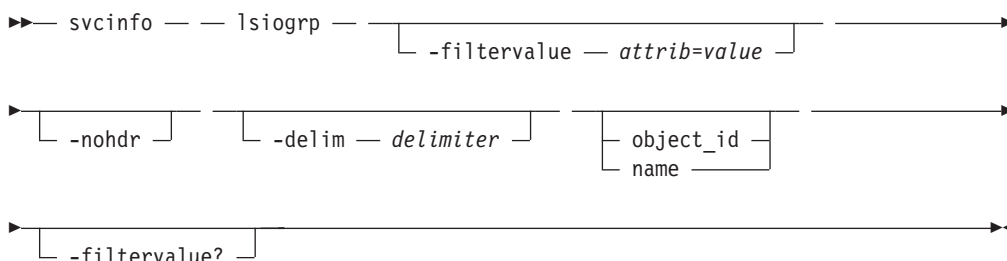 svcinfo lsiogrp
-filtervalue attrib=value
-nohdr -delim delimiter object_id
name
-filtervalue?